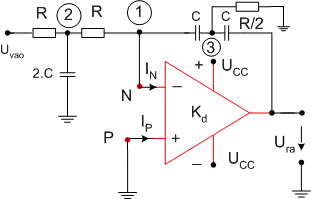 R
2
R
1
C
C
R/2
3
U_vao
2.C
I_N
+
U_CC
N
−
K_d
P
I_P
+
−
U_CC
U_ra